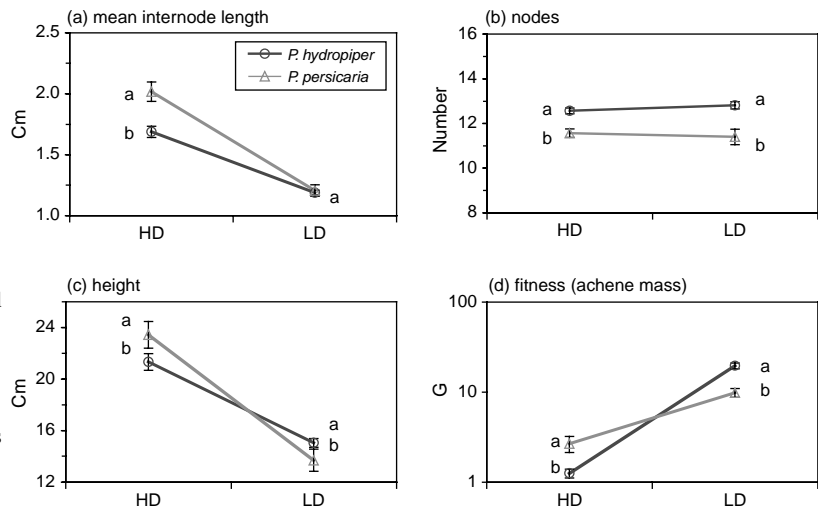 (a) mean internode length
2.5
2.0
1.5
1.0
Cm
P. hydropiper
P. persicaria
a
b
a
HD
LD
(b) nodes
16
14
12
10
8
Number
a
b
a
b
HD
LD
(c) height
24
22
16
14
12
Cm
a
b
a
b
HD
LD
(d) fitness (achene mass)
100
10
1
G
a
b
a
b
HD
LD